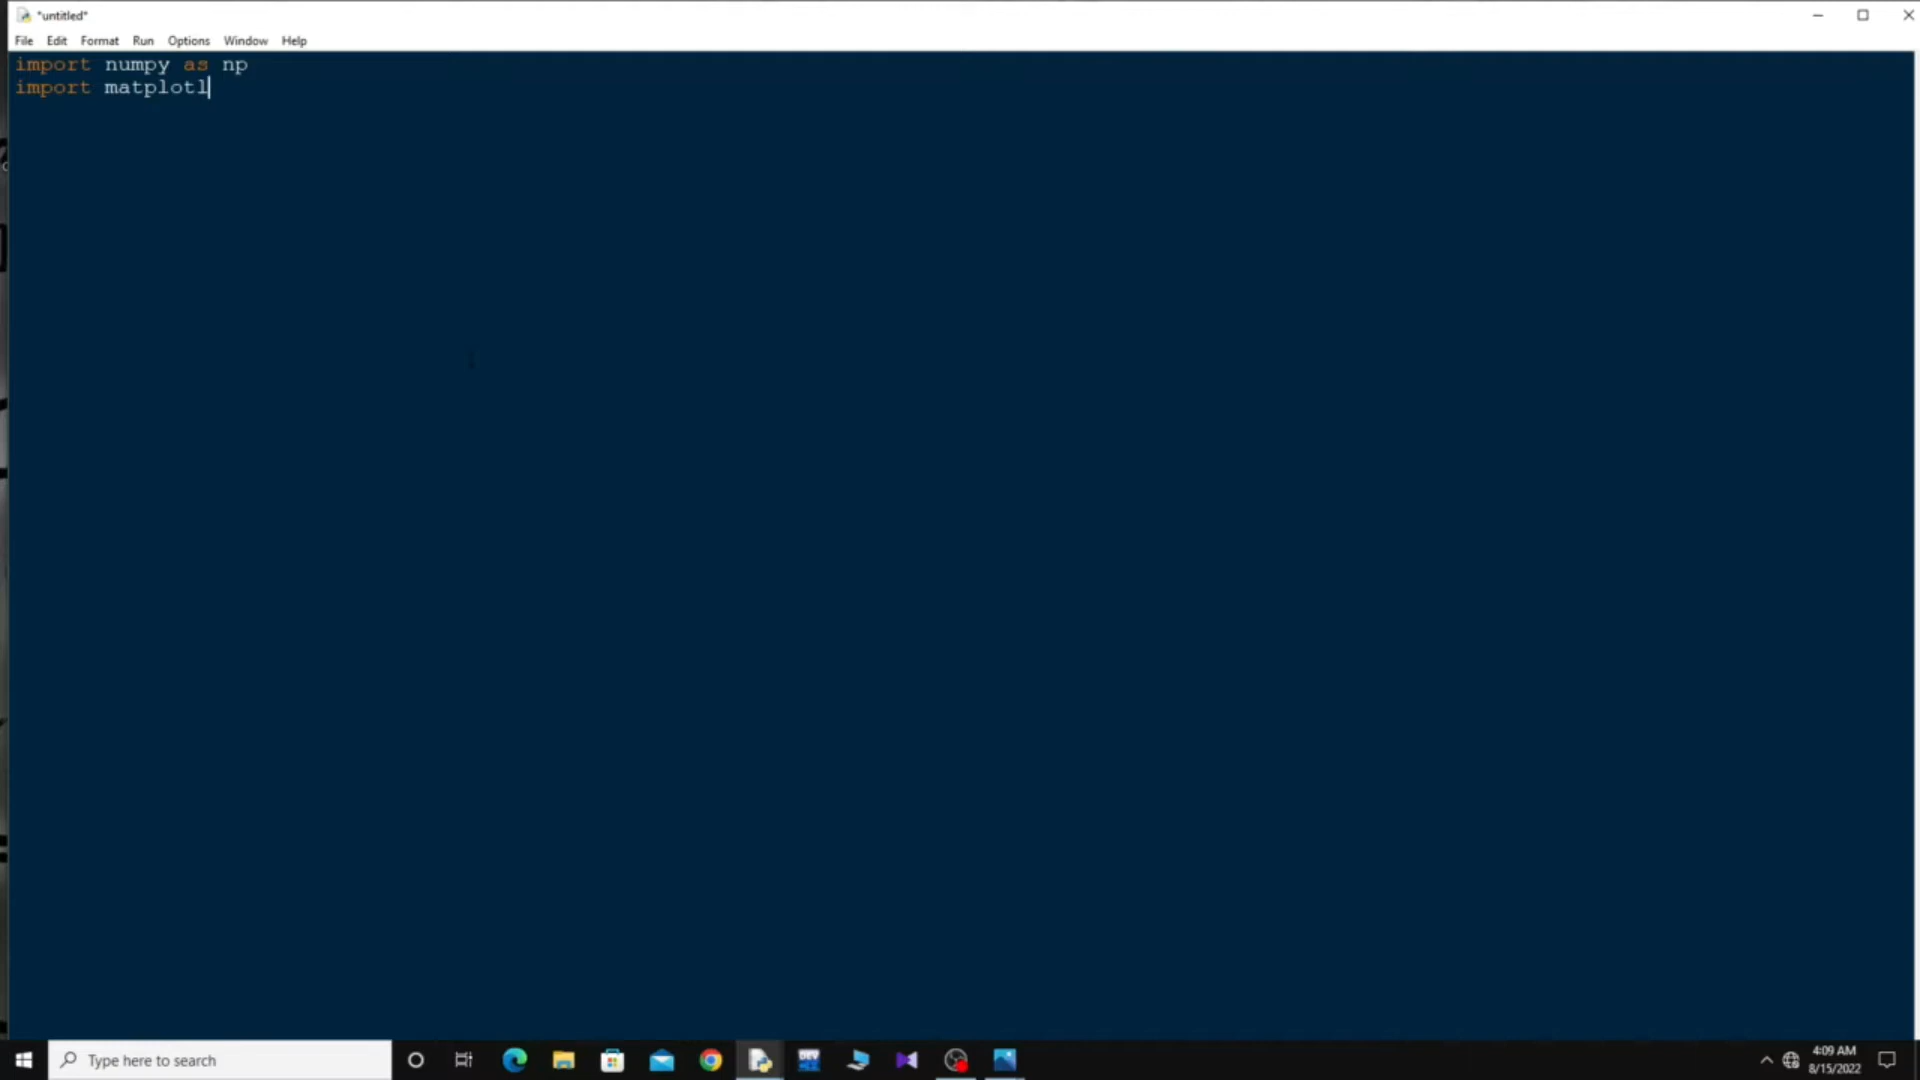 *untitled*
File Edit Format Run Options Window Help
import numpy as np
import matplotl
Type here to search
DEV
4:09 AM
8/15/2022